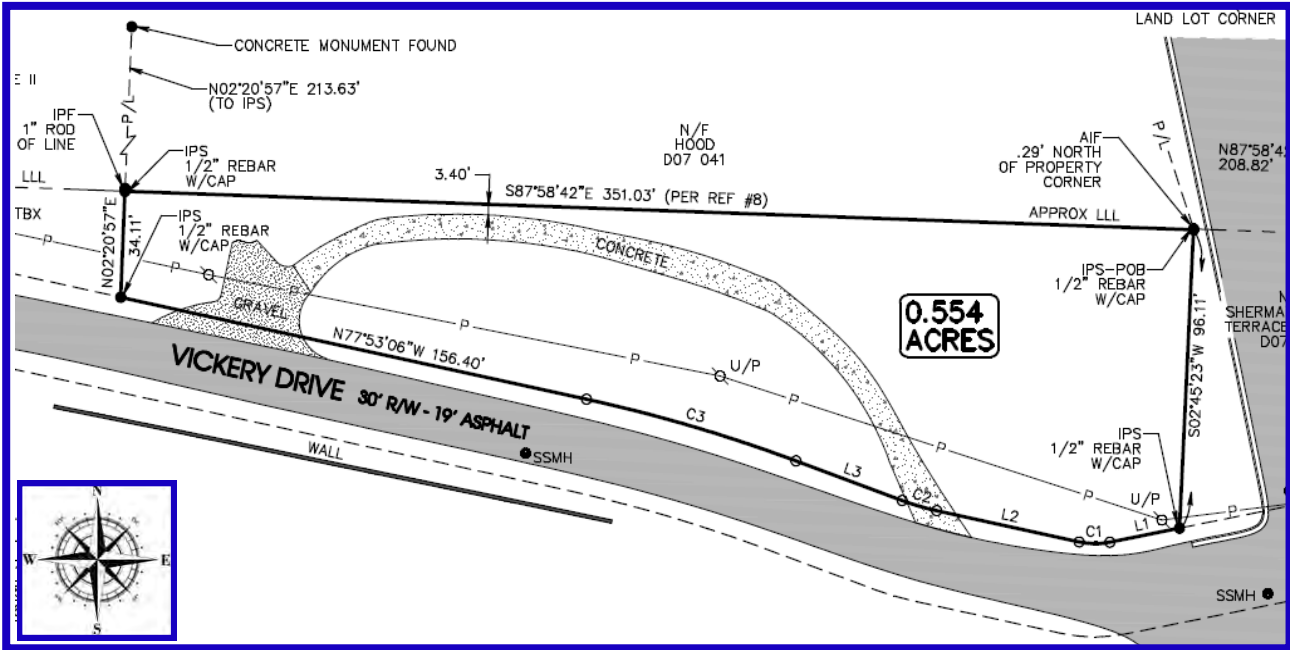 LAND LOT CORNER
CONCRETE MONUMENT FOUND
E II
N02°20'57"E 213.63'
(TO IPS)
P/L
IPF
1" ROD
OF LINE
IPS
1/2" REBAR
W/CAP
LLL
TBX
N/F
HOOD
D07 041
3.40'
S87°58'42"E 351.03' (PER REF #8)
APPROX LLL
P/L
AIF
.29' NORTH
OF PROPERTY
CORNER
N87°58'42
208.82'
N02°20'57"E
34.11'
IPS
1/2" REBAR
W/CAP
P
P
P
P
P
P
P
P
P
CONCRETE
GRAVEL
IPS-POB
1/2" REBAR
W/CAP
0.554
ACRES
N
SHERMA
TERRACE
D07
S02°45'23"W 96.11'
N77°53'06"W 156.40'
U/P
VICKERY DRIVE 30' R/W - 19' ASPHALT
C3
L3
C2
L2
C1
L1
U/P
IPS
1/2" REBAR
W/CAP
WALL
SSMH
SSMH
N
W
E
S